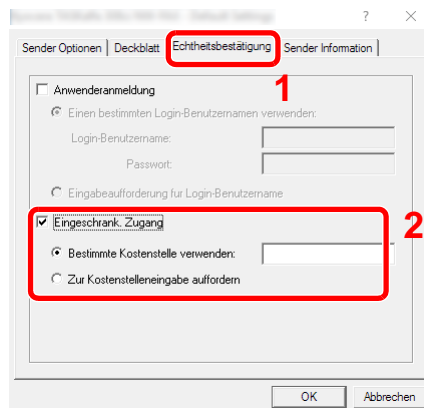 ? ×
Sender Optionen Deckblatt Echtheitsbestätigung Sender Information
1
Anwenderanmeldung
Einen bestimmten Login-Benutzernamen verwenden:
Login-Benutzername:
Passwort:
Eingabeaufforderung fur Login-Benutzername
2
Eingeschrank. Zugang
Bestimmte Kostenstelle verwenden:
Zur Kostenstelleneingabe auffordern
OK Abbrechen